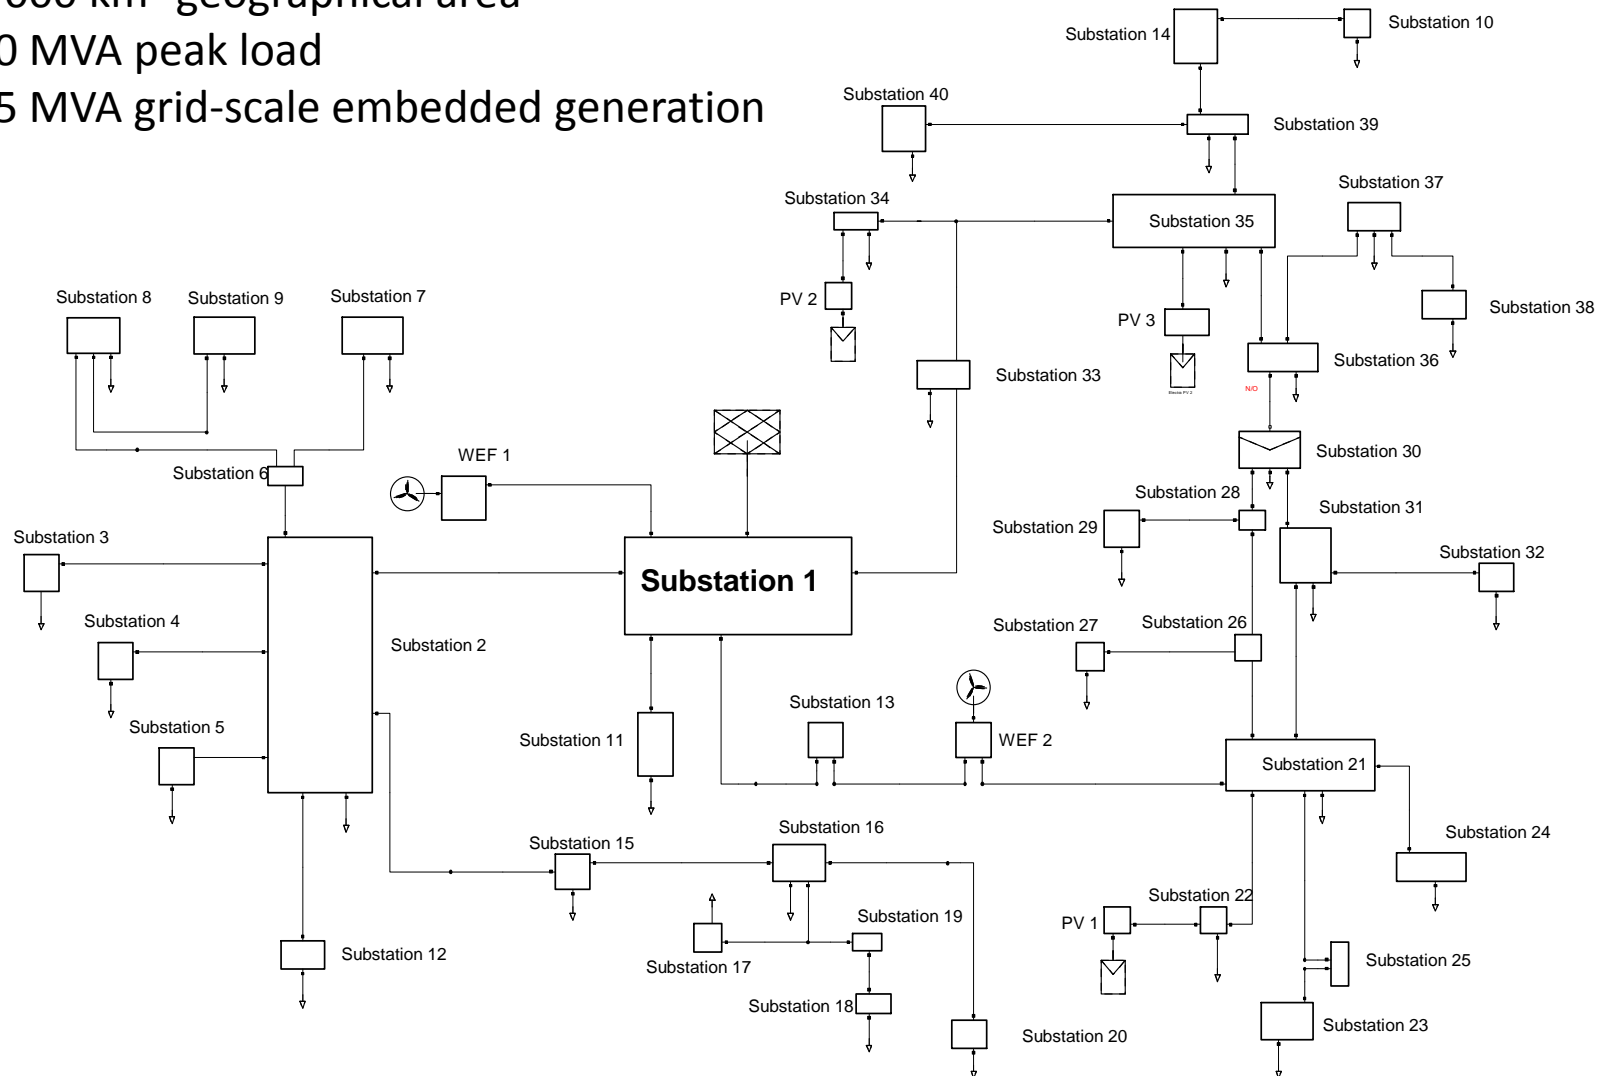 000 km² geographical area
0 MVA peak load
5 MVA grid-scale embedded generation
Substation 14
Substation 10
Substation 40
Substation 39
Substation 37
Substation 34
Substation 35
Substation 8
Substation 9
Substation 7
PV 2
PV 3
Substation 38
Substation 36
Substation 33
N/O
WEF 1
Substation 30
Substation 6
Substation 28
Substation 31
Substation 29
Substation 3
Substation 32
Substation 1
Substation 4
Substation 27
Substation 26
Substation 2
Substation 13
Substation 5
Substation 11
WEF 2
Substation 21
Substation 16
Substation 24
Substation 15
Substation 22
Substation 19
PV 1
Substation 12
Substation 17
Substation 25
Substation 18
Substation 23
Substation 20